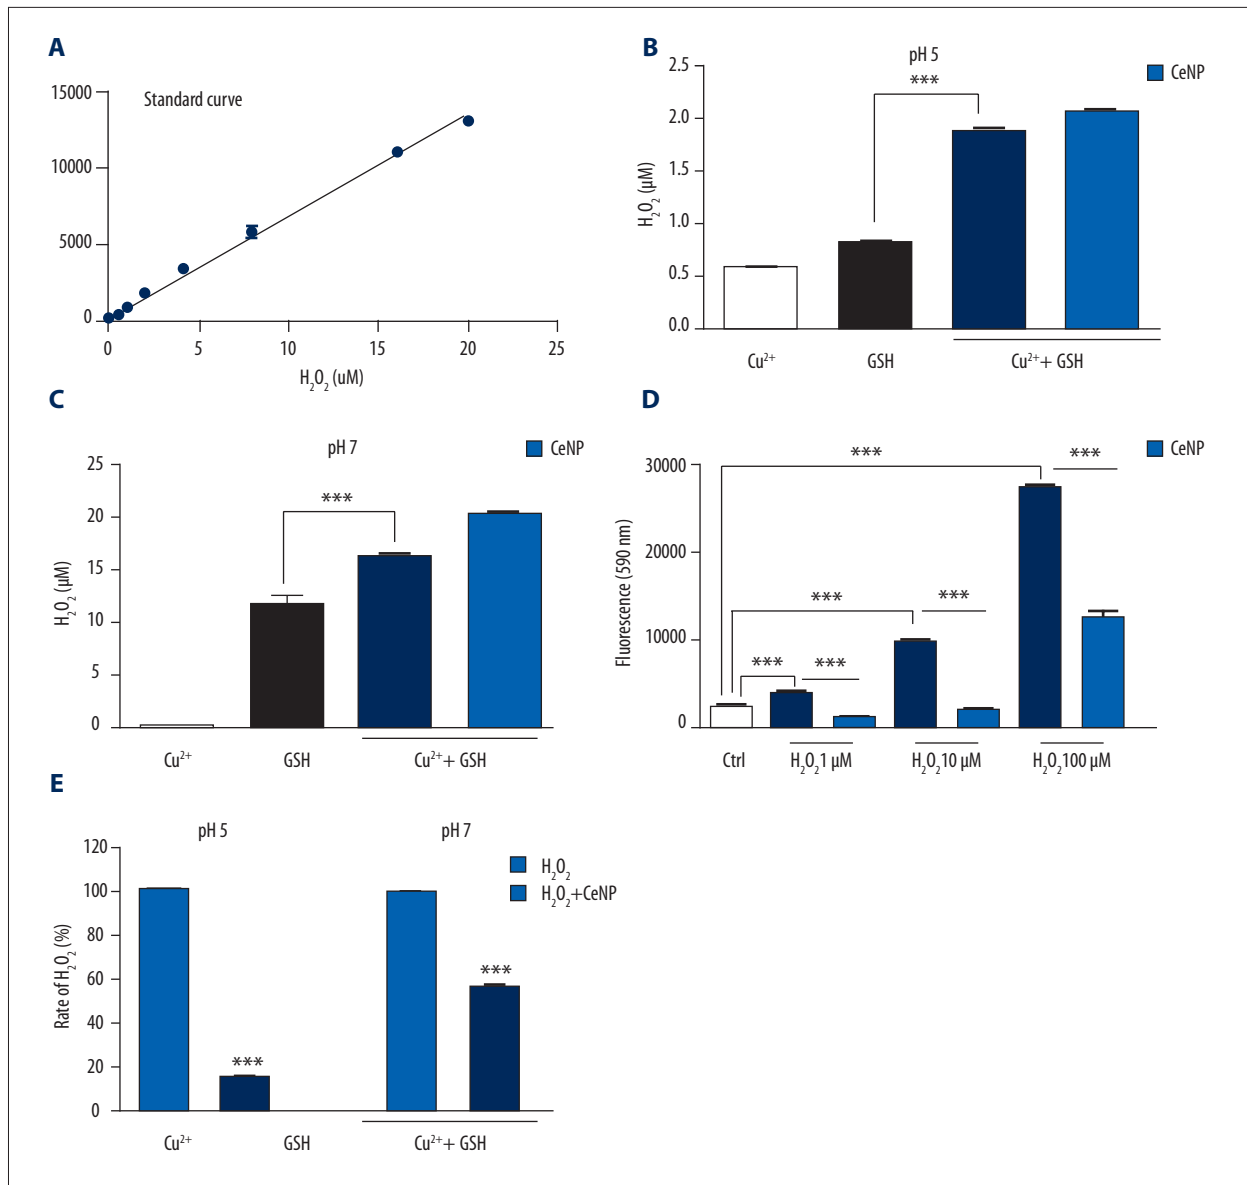 A
Standard curve
15000
10000
5000
0
0 5 10 15 20 25
H₂O₂ (uM)
B
pH 5
CeNP
***
H₂O₂ (µM)
2.5
2.0
1.5
1.0
0.5
0.0
Cu²⁺ GSH Cu²⁺+ GSH
C
pH 7
CeNP
***
H₂O₂ (µM)
25
20
15
10
5
0
Cu²⁺ GSH Cu²⁺+ GSH
D
CeNP
*** ***
*** ***
*** ***
Fluorescence (590 nm)
30000
20000
10000
0
Ctrl H₂O₂ 1 µM H₂O₂ 10 µM H₂O₂ 100 µM
E
pH 5 pH 7
H₂O₂
H₂O₂+CeNP
Rate of H₂O₂ (%)
120
100
80
60
40
20
0
*** ***
Cu²⁺ GSH Cu²⁺+ GSH